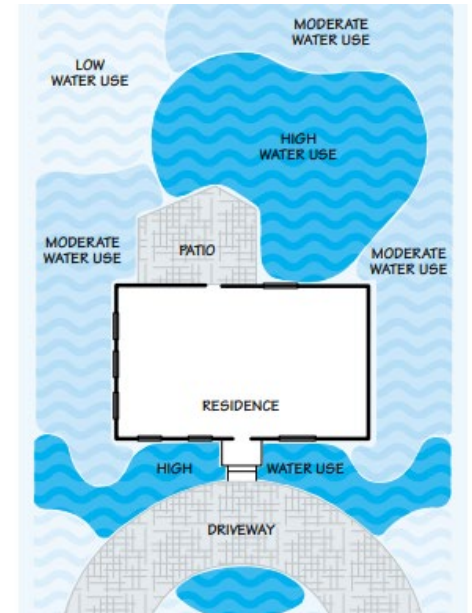 MODERATE
WATER USE
LOW
WATER USE
HIGH
WATER USE
MODERATE
WATER USE
PATIO
MODERATE
WATER USE
RESIDENCE
HIGH WATER USE
DRIVEWAY